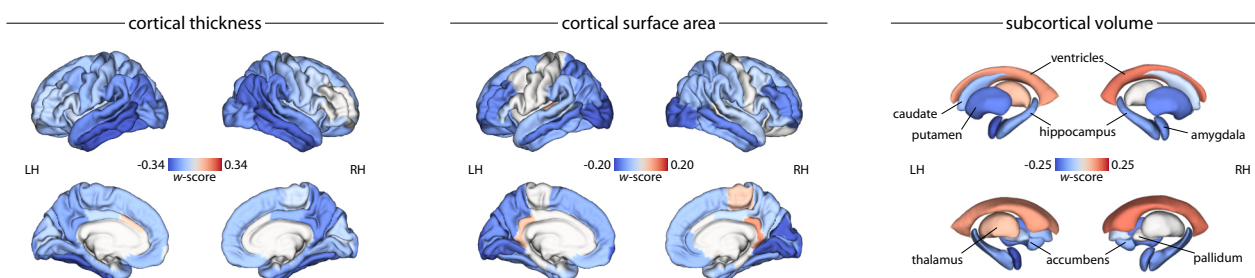 cortical thickness
-0.34 0.34
w-score
LH RH
cortical surface area
-0.20 0.20
w-score
LH RH
subcortical volume
ventricles
caudate
putamen
hippocampus
amygdala
-0.25 0.25
w-score
LH RH
thalamus
accumbens
pallidum